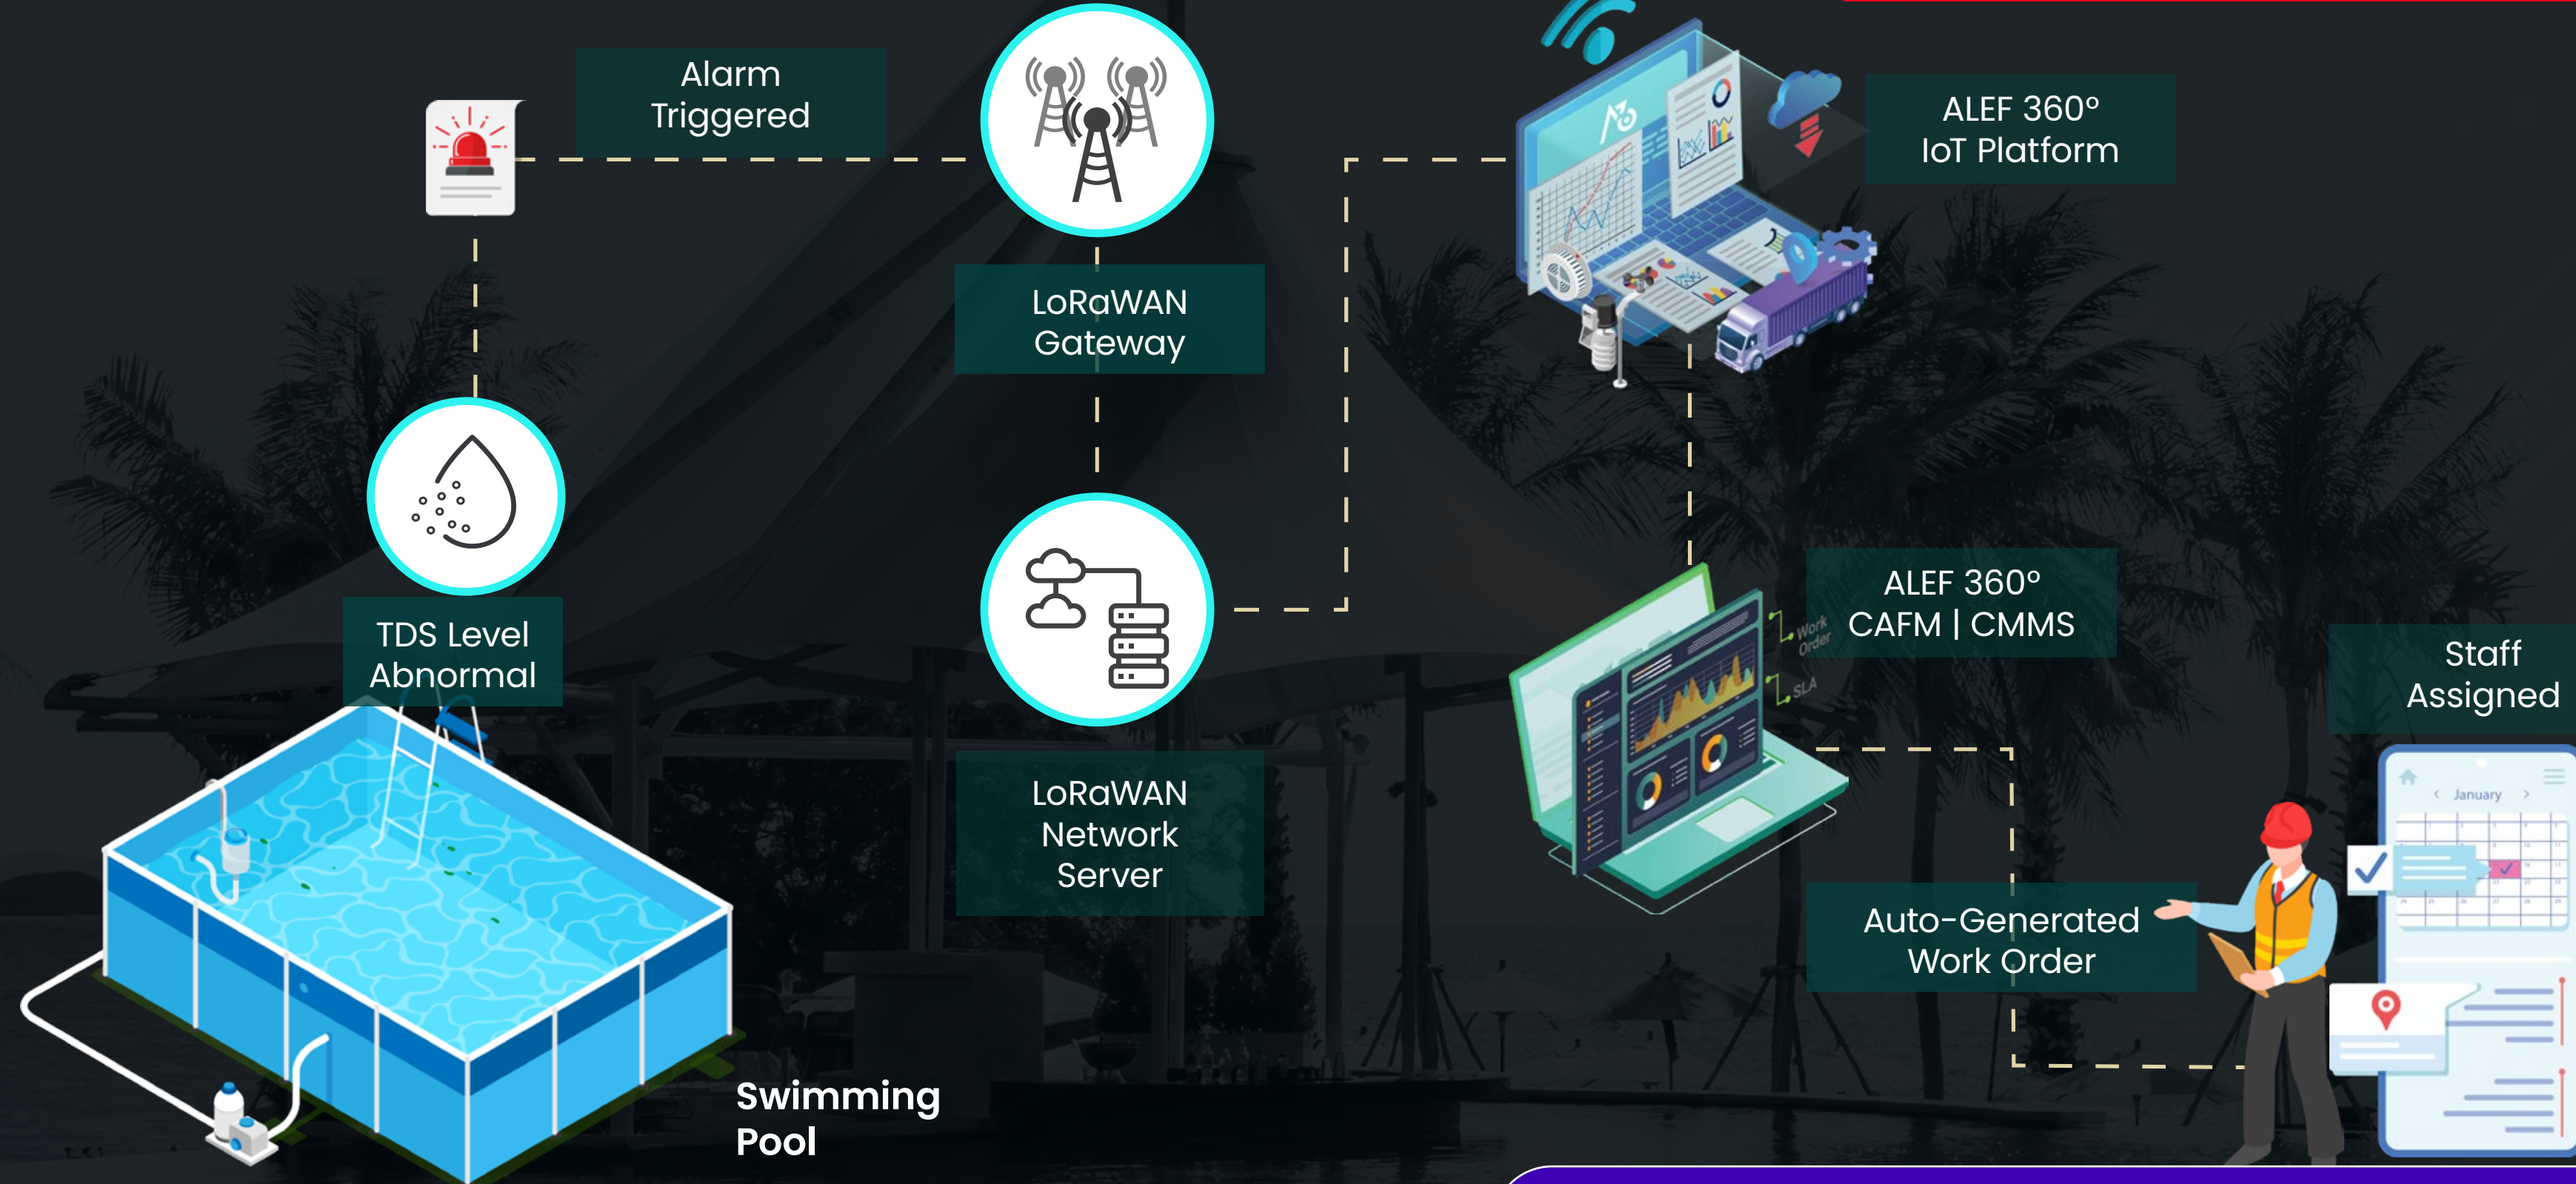 Alarm
Triggered
LoRaWAN
Gateway
ALEF 360°
IoT Platform
TDS Level
Abnormal
LoRaWAN
Network
Server
ALEF 360°
CAFM | CMMS
Work
Order
SLA
Staff
Assigned
January
Auto-Generated
Work Order
Swimming
Pool